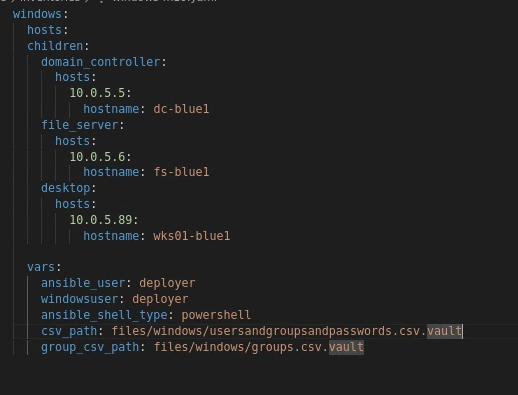 windows:
hosts:
children:
domain_controller:
hosts:
10.0.5.5:
hostname: dc-blue1
file_server:
hosts:
10.0.5.6:
hostname: fs-blue1
desktop:
hosts:
10.0.5.89:
hostname: wks01-blue1
vars:
ansible_user: deployer
windowsuser: deployer
ansible_shell_type: powershell
csv_path: files/windows/usersandgroupsandpasswords.csv.vault
group_csv_path: files/windows/groups.csv.vault